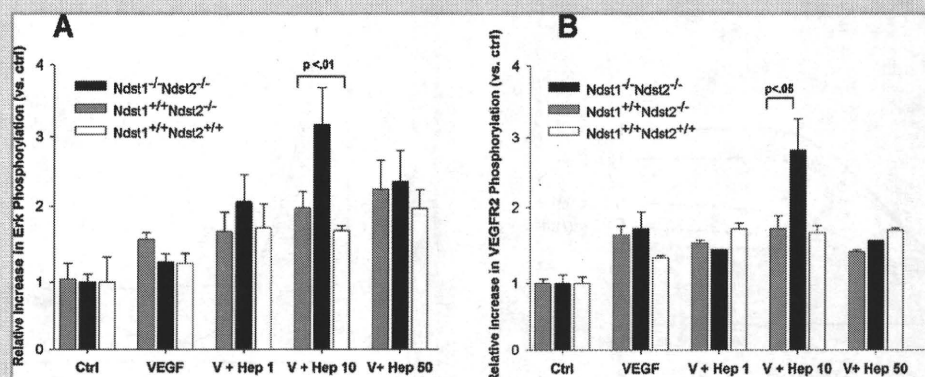 A
Relative Increase in Erk Phosphorylation (vs. ctrl)
4
3
2
1
0
Ndst1-/-Ndst2-/-
Ndst1+/+Ndst2-/-
Ndst1+/+Ndst2+/+
p <.01
Ctrl
VEGF
V + Hep 1
V + Hep 10
V+ Hep 50
B
Relative increase in VEGFR2 Phosphorylation (vs. ctrl)
4
3
2
1
0
Ndst1-/-Ndst2-/-
Ndst1+/+Ndst2-/-
Ndst1+/+Ndst2+/+
p<.05
Ctrl
VEGF
V + Hep 1
V + Hep 10
V+ Hep 50